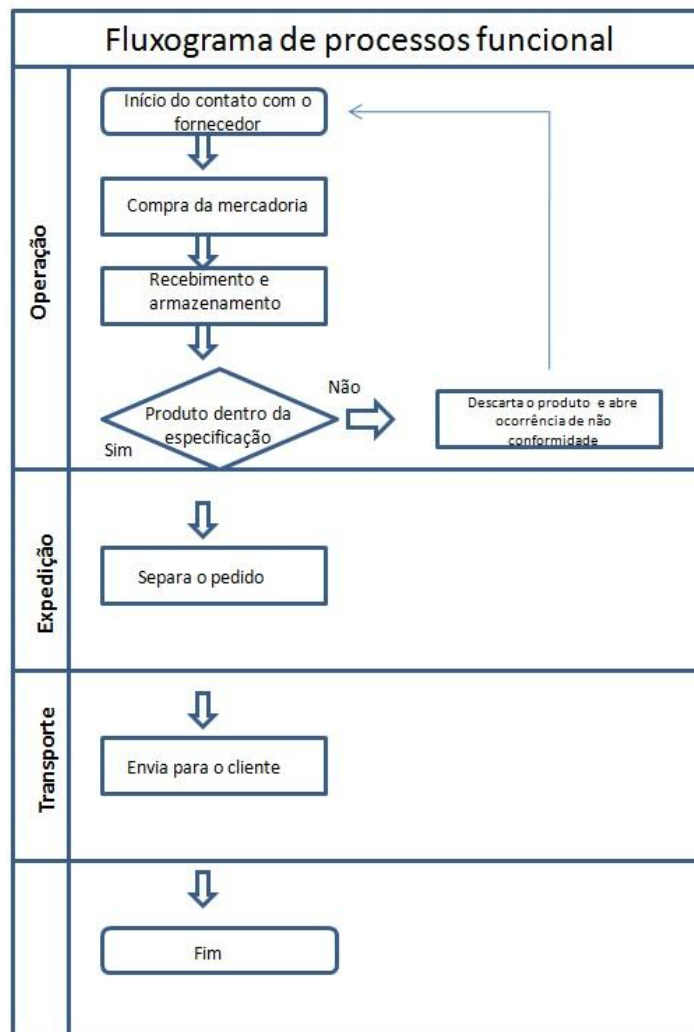 Fluxograma de processos funcional
Operação
Início do contato com o
fornecedor
Compra da mercadoria
Recebimento e
armazenamento
Produto dentro da
especificação
Não
Sim
Descarta o produto e abre
ocorrência de não
conformidade
Expedição
Separa o pedido
Transporte
Envia para o cliente
Fim